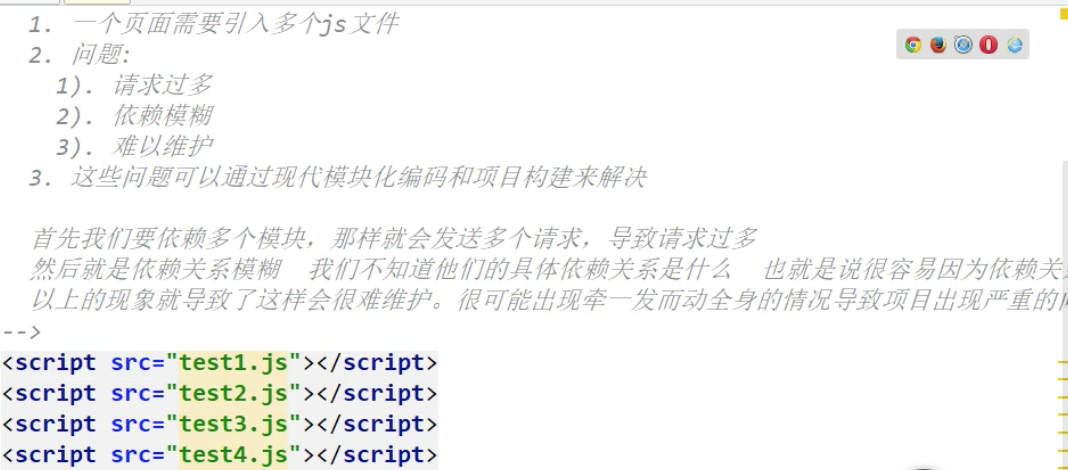 1. 一个页面需要引入多个js文件
2. 问题:
1). 请求过多
2). 依赖模糊
3). 难以维护
3. 这些问题可以通过现代模块化编码和项目构建来解决
首先我们要依赖多个模块，那样就会发送多个请求，导致请求过多
然后就是依赖关系模糊  我们不知道他们的具体依赖关系是什么  也就是说很容易因为依赖关
以上的现象就导致了这样会很难维护。很可能出现牵一发而动全身的情况导致项目出现严重的
-->
<script src="test1.js"></script>
<script src="test2.js"></script>
<script src="test3.js"></script>
<script src="test4.js"></script>